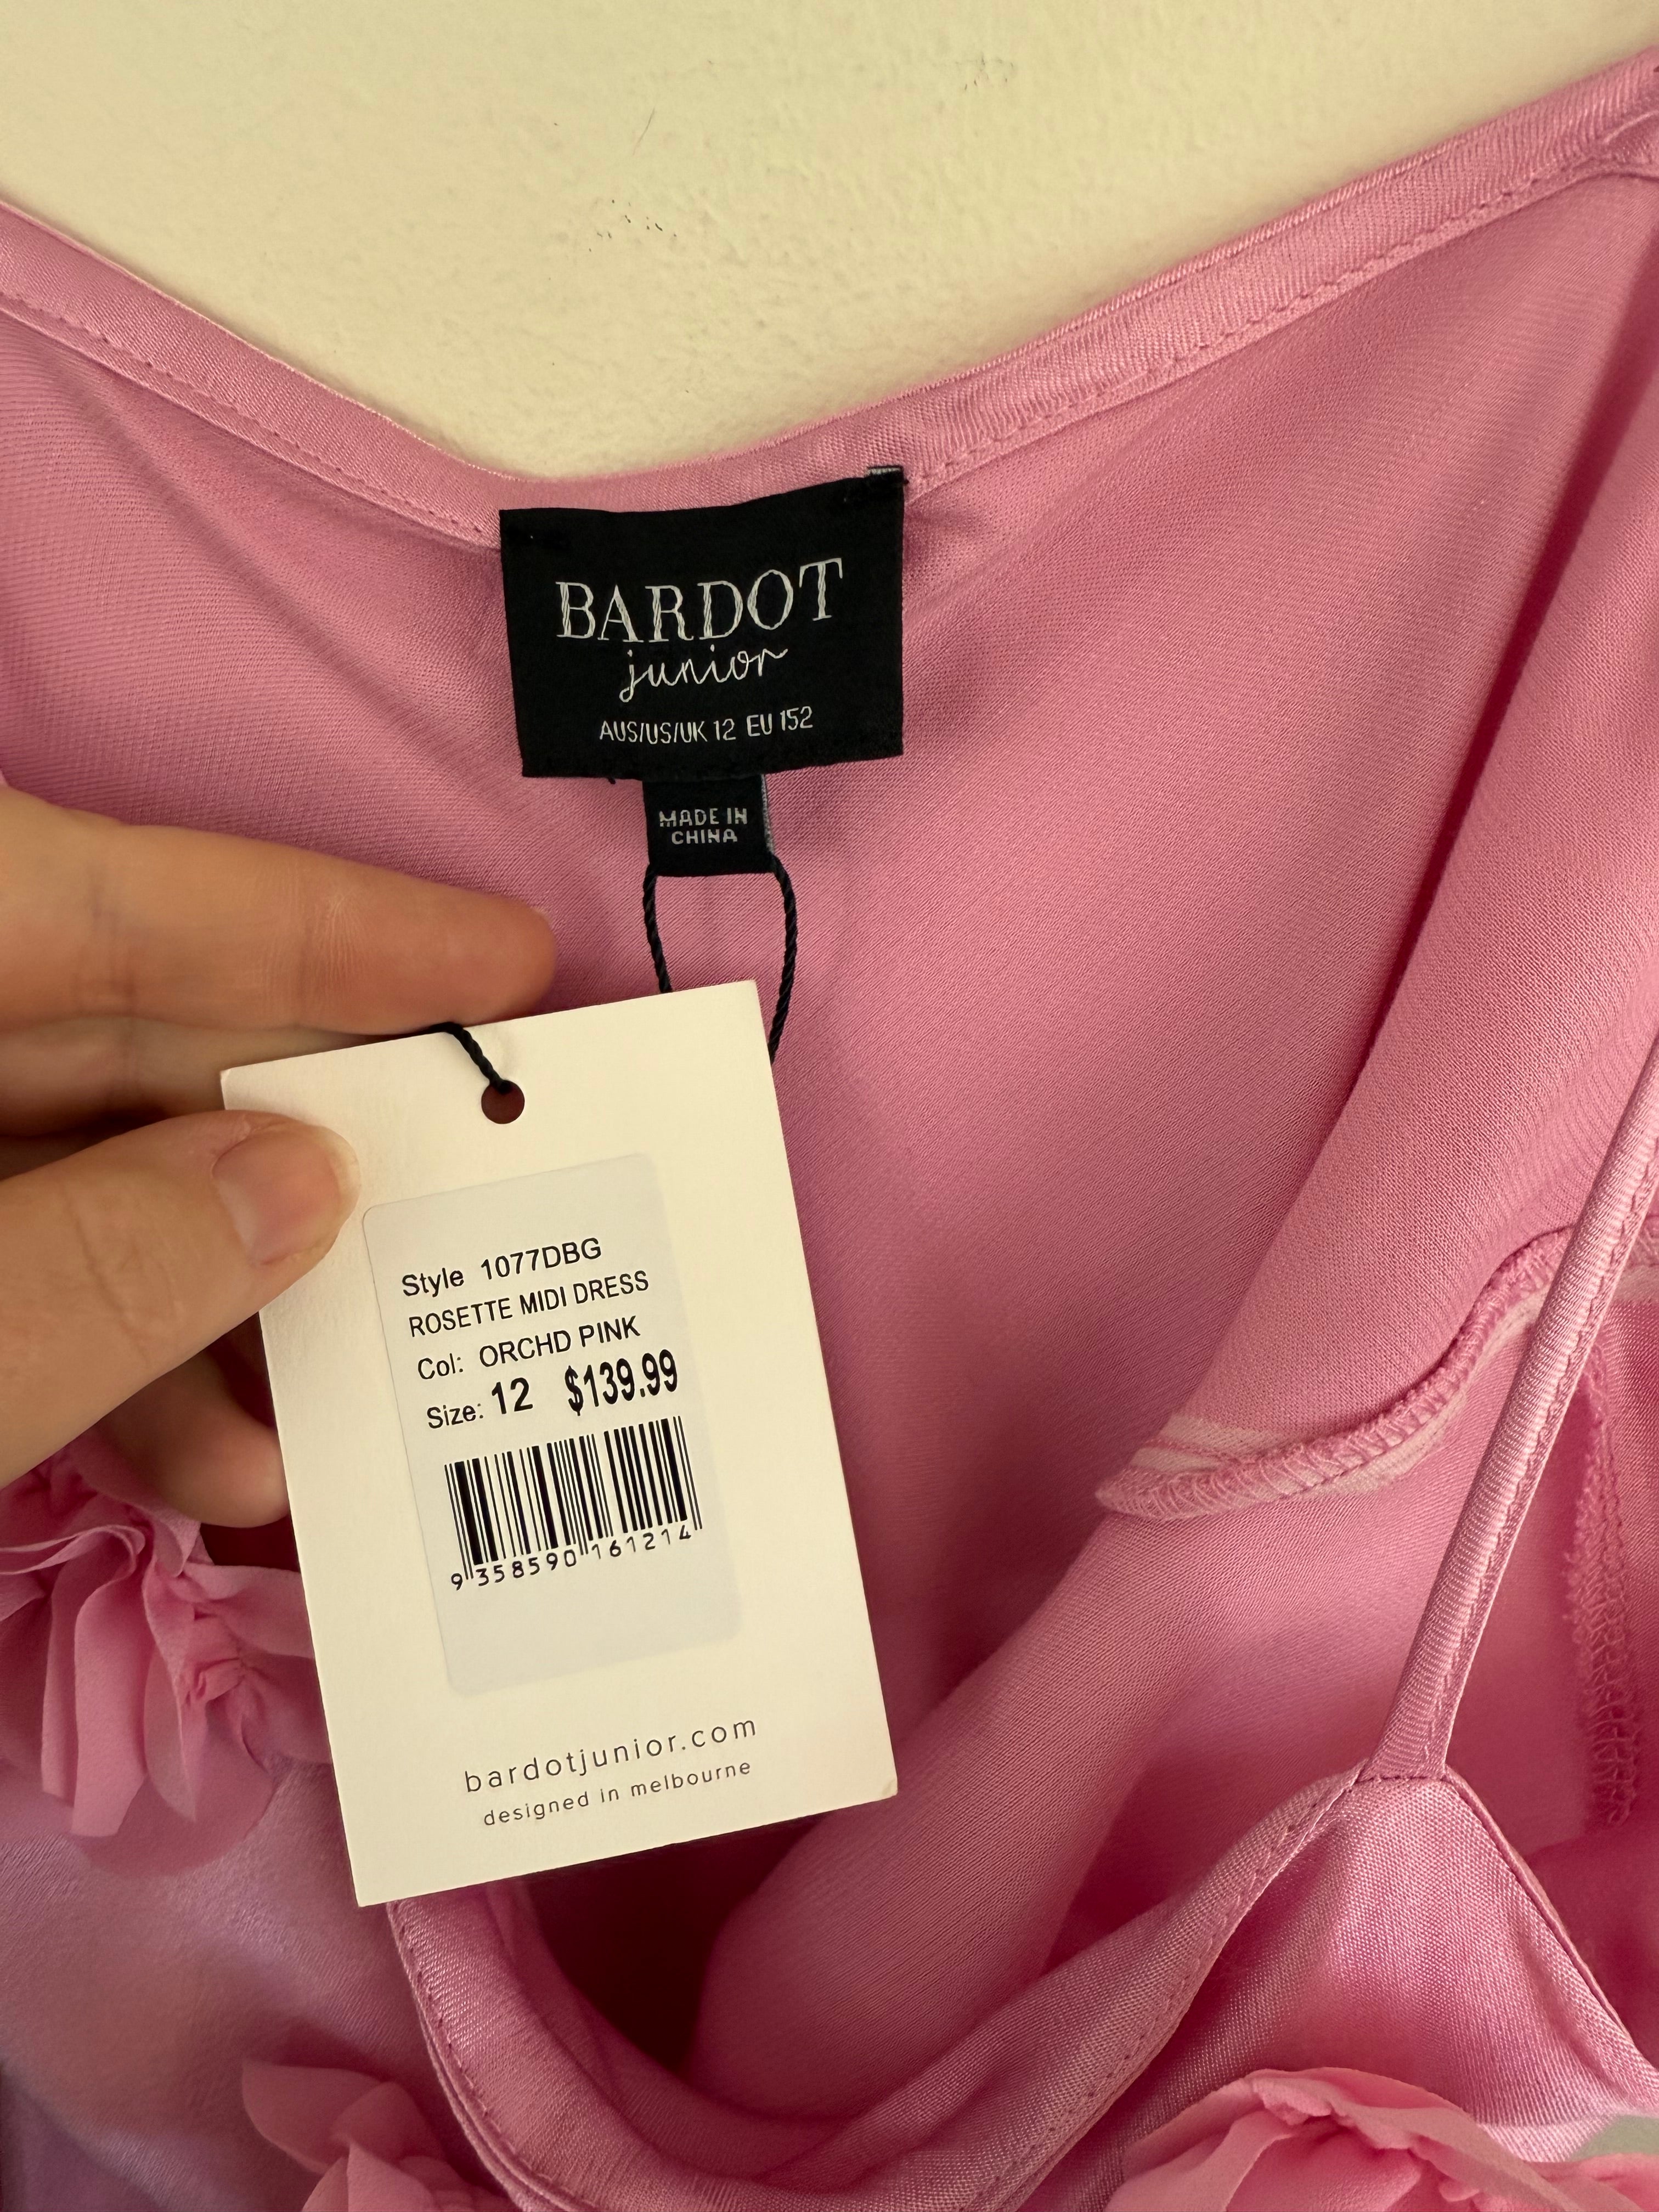 BARDOT
junior
AUS/US/UK 12 EU 152
MADE IN
CHINA
Style 1077DBG
ROSETTE MIDI DRESS
Col: ORCHD PINK
Size: 12 $139.99
9 358590 161214
bardotjunior.com
designed in melbourne